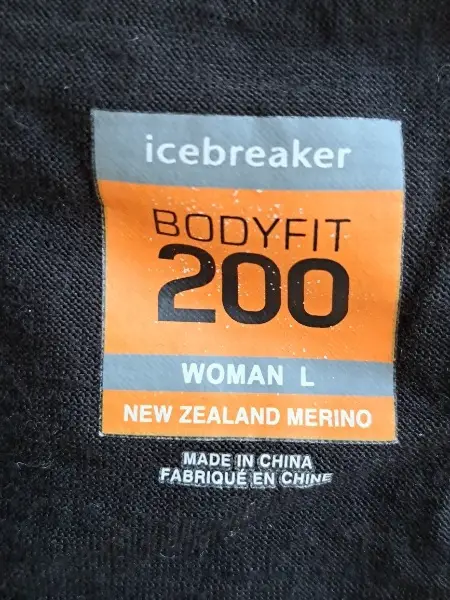 icebreaker
BODYFIT
200
WOMAN L
NEW ZEALAND MERINO
MADE IN CHINA
FABRIQUÉ EN CHINE